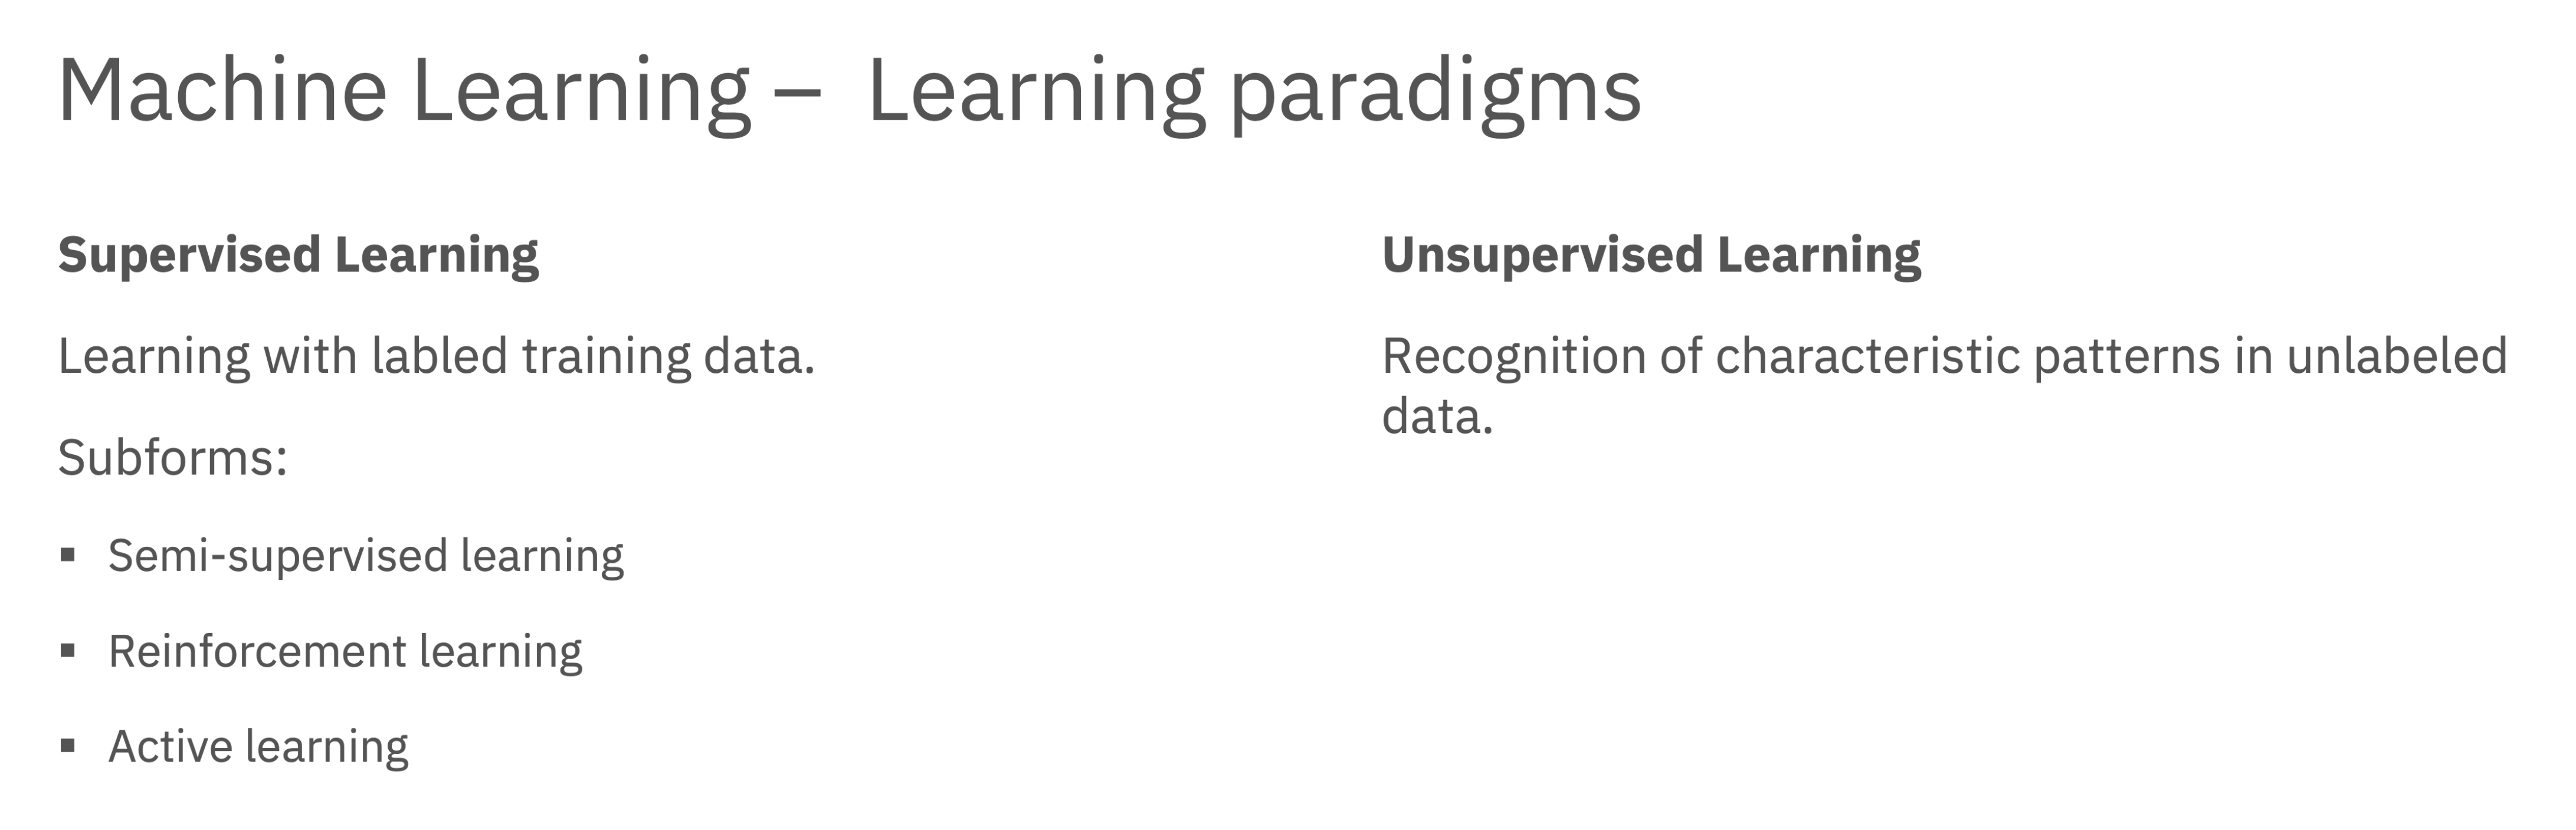 Machine Learning –  Learning paradigms
Supervised Learning
Learning with labled training data.
Subforms:
▪ Semi-supervised learning
▪ Reinforcement learning
▪ Active learning
Unsupervised Learning
Recognition of characteristic patterns in unlabeled
data.